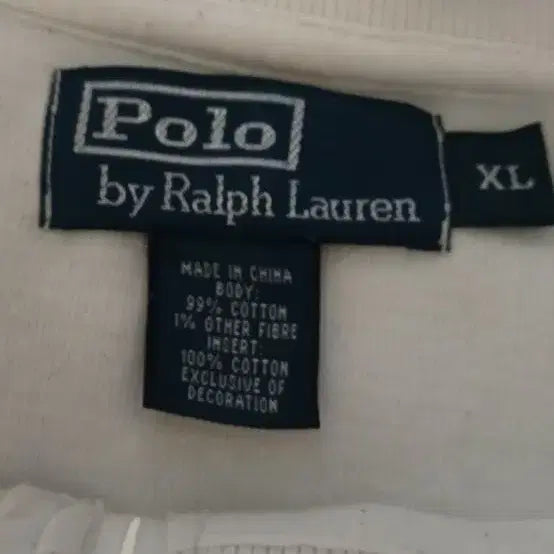 Polo
by Ralph Lauren
XL
MADE IN CHINA
BODY:
99% COTTON
1% OTHER FIBRE
INSERT:
100% COTTON
EXCLUSIVE OF
DECORATION